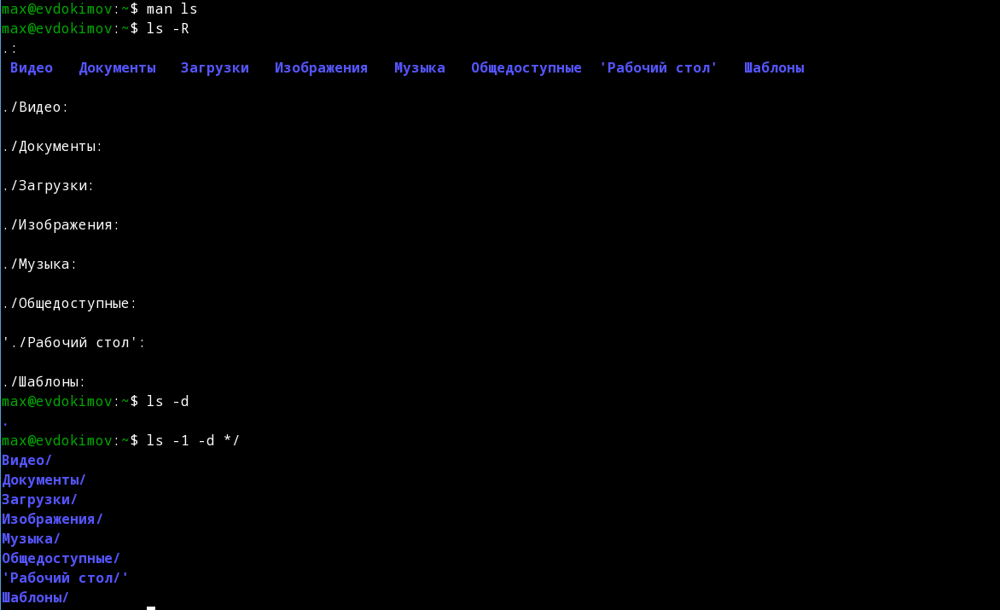 max@evdokimov:~$ man ls
max@evdokimov:~$ ls -R
.:
Видео Документы Загрузки Изображения Музыка Общедоступные 'Рабочий стол' Шаблоны
./Видео:
./Документы:
./Загрузки:
./Изображения:
./Музыка:
./Общедоступные:
'./Рабочий стол':
./Шаблоны:
max@evdokimov:~$ ls -d
.
max@evdokimov:~$ ls -1 -d */
Видео/
Документы/
Загрузки/
Изображения/
Музыка/
Общедоступные/
'Рабочий стол/'
Шаблоны/